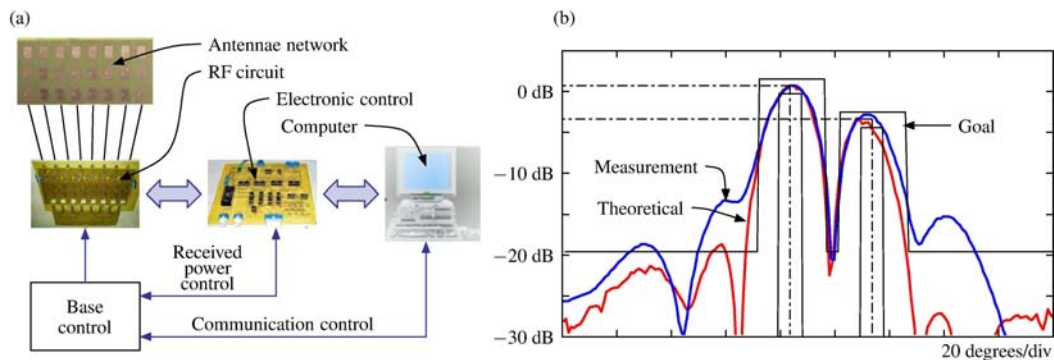 (a)
Antennae network
RF circuit
Electronic control
Computer
Received
power
control
Base
control
Communication control
(b)
0 dB
−10 dB
−20 dB
−30 dB
Goal
Measurement
Theoretical
20 degrees/div